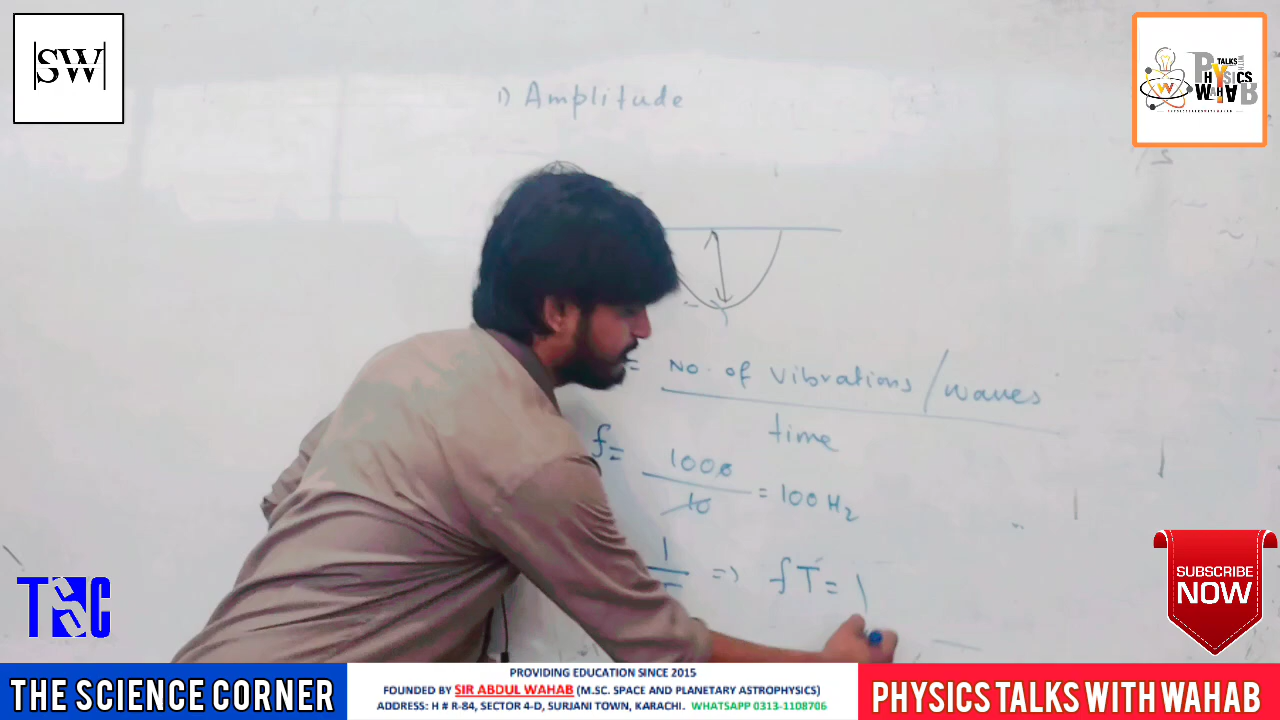 |SW|
PHYSICS TALKS WITH WAHAB
1) Amplitude
= No. of vibrations / waves
time
f = 1000
10
= 100 Hz
1
=> f T = 1
SUBSCRIBE
NOW
TSC
THE SCIENCE CORNER
PROVIDING EDUCATION SINCE 2015
FOUNDED BY SIR ABDUL WAHAB (M.SC. SPACE AND PLANETARY ASTROPHYSICS)
ADDRESS: H # R-84, SECTOR 4-D, SURJANI TOWN, KARACHI. WHATSAPP 0313-1108706
PHYSICS TALKS WITH WAHAB